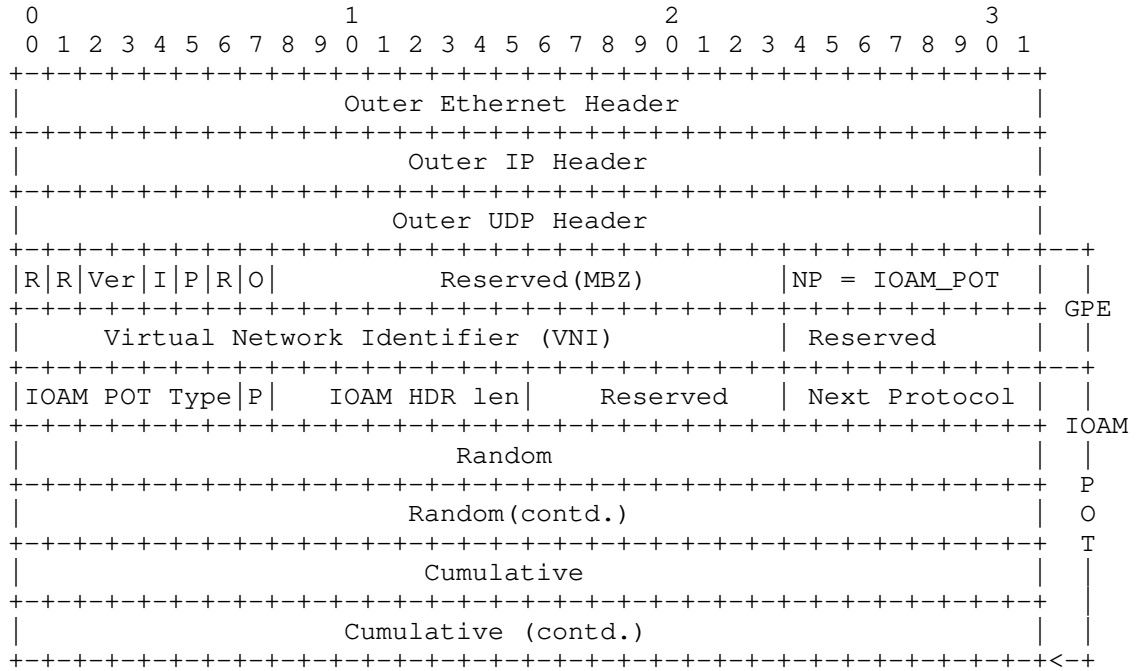 0                   1                   2                   3
0 1 2 3 4 5 6 7 8 9 0 1 2 3 4 5 6 7 8 9 0 1 2 3 4 5 6 7 8 9 0 1
+-+-+-+-+-+-+-+-+-+-+-+-+-+-+-+-+-+-+-+-+-+-+-+-+-+-+-+-+-+-+-+-+
|                    Outer Ethernet Header                      |
+-+-+-+-+-+-+-+-+-+-+-+-+-+-+-+-+-+-+-+-+-+-+-+-+-+-+-+-+-+-+-+-+
|                        Outer IP Header                        |
+-+-+-+-+-+-+-+-+-+-+-+-+-+-+-+-+-+-+-+-+-+-+-+-+-+-+-+-+-+-+-+-+
|                       Outer UDP Header                        |
+-+-+-+-+-+-+-+-+-+-+-+-+-+-+-+-+-+-+-+-+-+-+-+-+-+-+-+-+-+-+-+-+--+
|R|R|Ver|I|P|R|O|          Reserved(MBZ)        |NP = IOAM_POT  |  |
+-+-+-+-+-+-+-+-+-+-+-+-+-+-+-+-+-+-+-+-+-+-+-+-+-+-+-+-+-+-+-+-+ GPE
|     Virtual Network Identifier (VNI)          | Reserved      |  |
+-+-+-+-+-+-+-+-+-+-+-+-+-+-+-+-+-+-+-+-+-+-+-+-+-+-+-+-+-+-+-+-+--+
|IOAM POT Type|P|   IOAM HDR len|    Reserved   | Next Protocol |  |
+-+-+-+-+-+-+-+-+-+-+-+-+-+-+-+-+-+-+-+-+-+-+-+-+-+-+-+-+-+-+-+-+ IOAM
|                           Random                              |  |
+-+-+-+-+-+-+-+-+-+-+-+-+-+-+-+-+-+-+-+-+-+-+-+-+-+-+-+-+-+-+-+-+  P
|                        Random(contd.)                         |  O
+-+-+-+-+-+-+-+-+-+-+-+-+-+-+-+-+-+-+-+-+-+-+-+-+-+-+-+-+-+-+-+-+  T
|                         Cumulative                            |  |
+-+-+-+-+-+-+-+-+-+-+-+-+-+-+-+-+-+-+-+-+-+-+-+-+-+-+-+-+-+-+-+-+  |
|                    Cumulative (contd.)                        |  |
+-+-+-+-+-+-+-+-+-+-+-+-+-+-+-+-+-+-+-+-+-+-+-+-+-+-+-+-+-+-+-+-+<-+